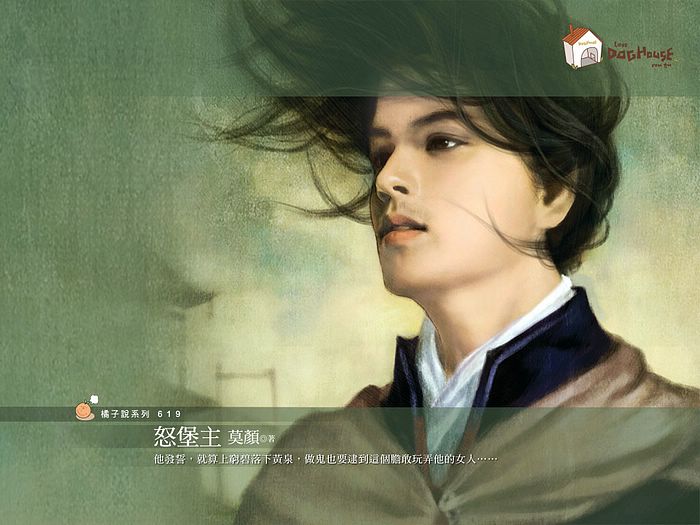 Love
DOGHOUSE
橘子說系列 619
怒堡主 莫顏◎著
他發誓，就算上窮碧落下黃泉，做鬼也要逮到這個膽敢玩弄他的女人……